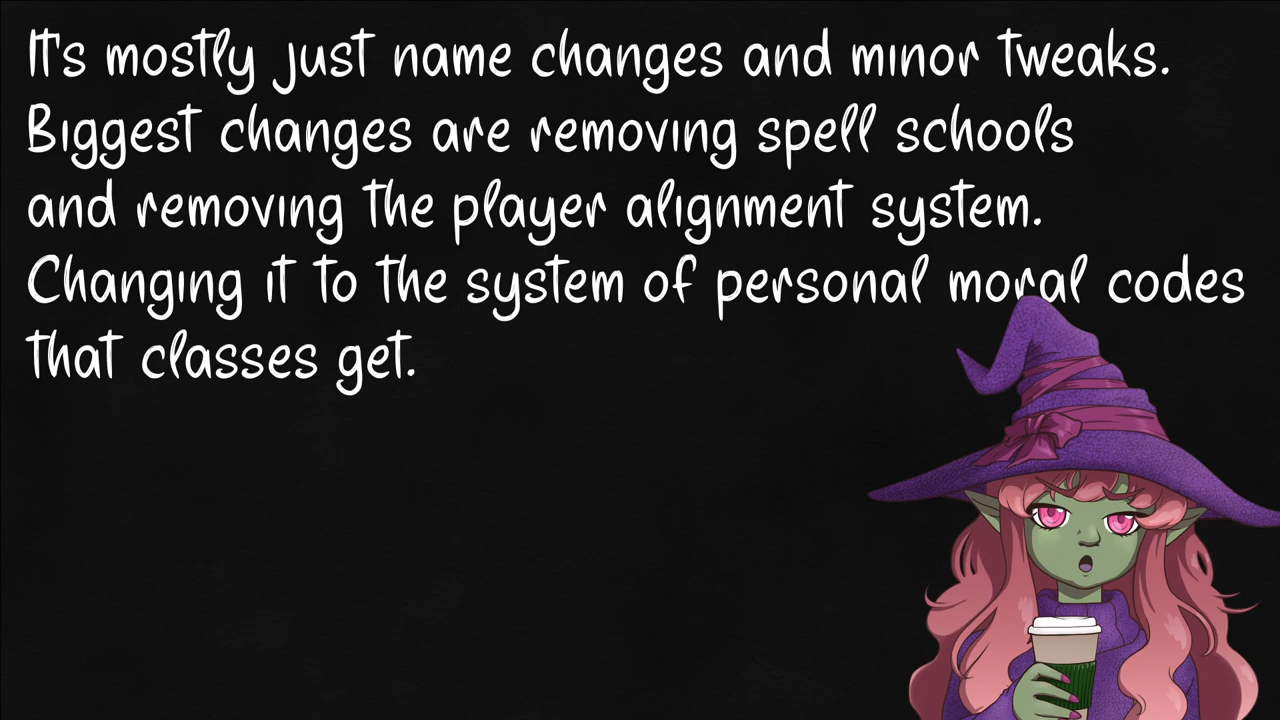 It's mostly just name changes and minor tweaks.
Biggest changes are removing spell schools
and removing the player alignment system.
Changing it to the system of personal moral codes
that classes get.